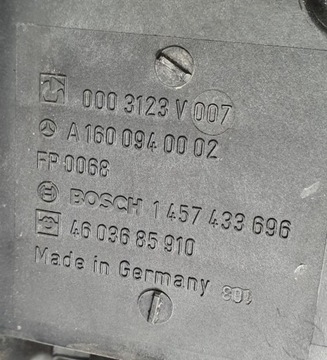 000 3123 V 007
A 160 094 00 02
FP 0068
BOSCH 1 457 433 696
46 036 85 910
Made in Germany 801